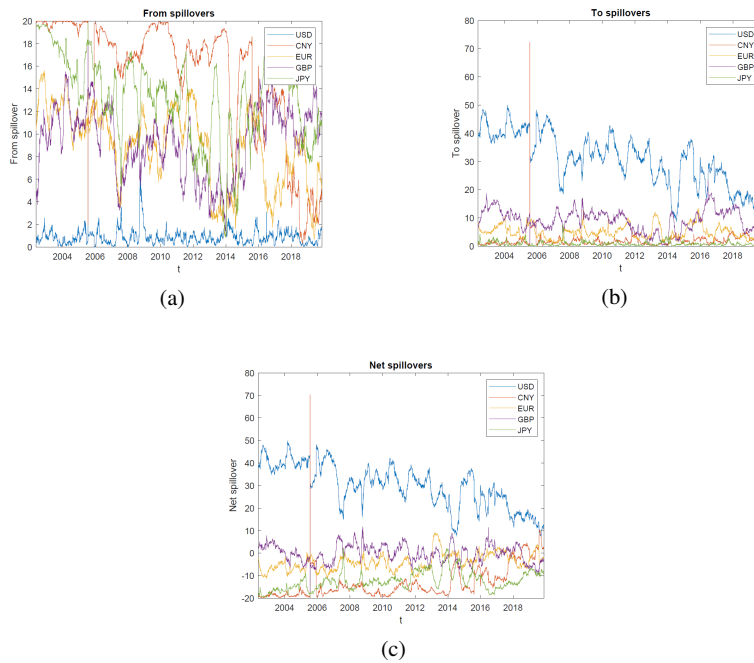 From spillovers
20
18
16
14
12
10
8
6
4
2
0
From spillover
2004 2006 2008 2010 2012 2014 2016 2018
t
USD
CNY
EUR
GBP
JPY
(a)
To spillovers
80
70
60
50
40
30
20
10
0
To spillover
2004 2006 2008 2010 2012 2014 2016 2018
t
USD
CNY
EUR
GBP
JPY
(b)
Net spillovers
80
70
60
50
40
30
20
10
0
-10
-20
Net spillover
2004 2006 2008 2010 2012 2014 2016 2018
t
USD
CNY
EUR
GBP
JPY
(c)